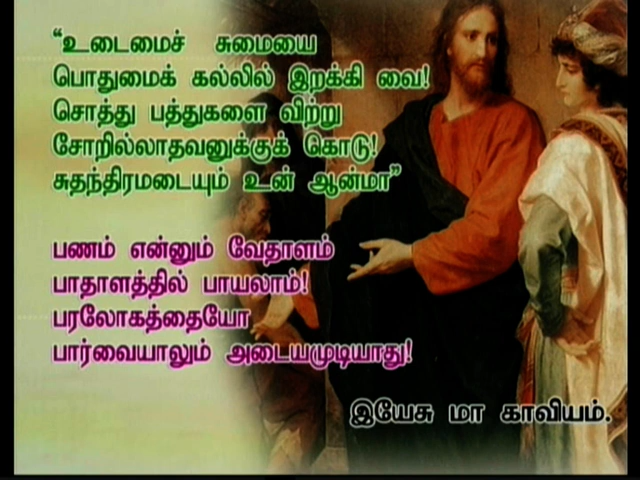 “உடைமைச் சுமையை
பொதுமைக் கல்லில் இறக்கி வை!
சொத்து பத்துகளை விற்று
சோறில்லாதவனுக்குக் கொடு!
சுதந்திரமடையும் உன் ஆன்மா”
பணம் என்னும் வேதாளம்
பாதாளத்தில் பாயலாம்!
பரலோகத்தையோ
பார்வையாலும் அடையமுடியாது!
இயேசு மா காவியம்.